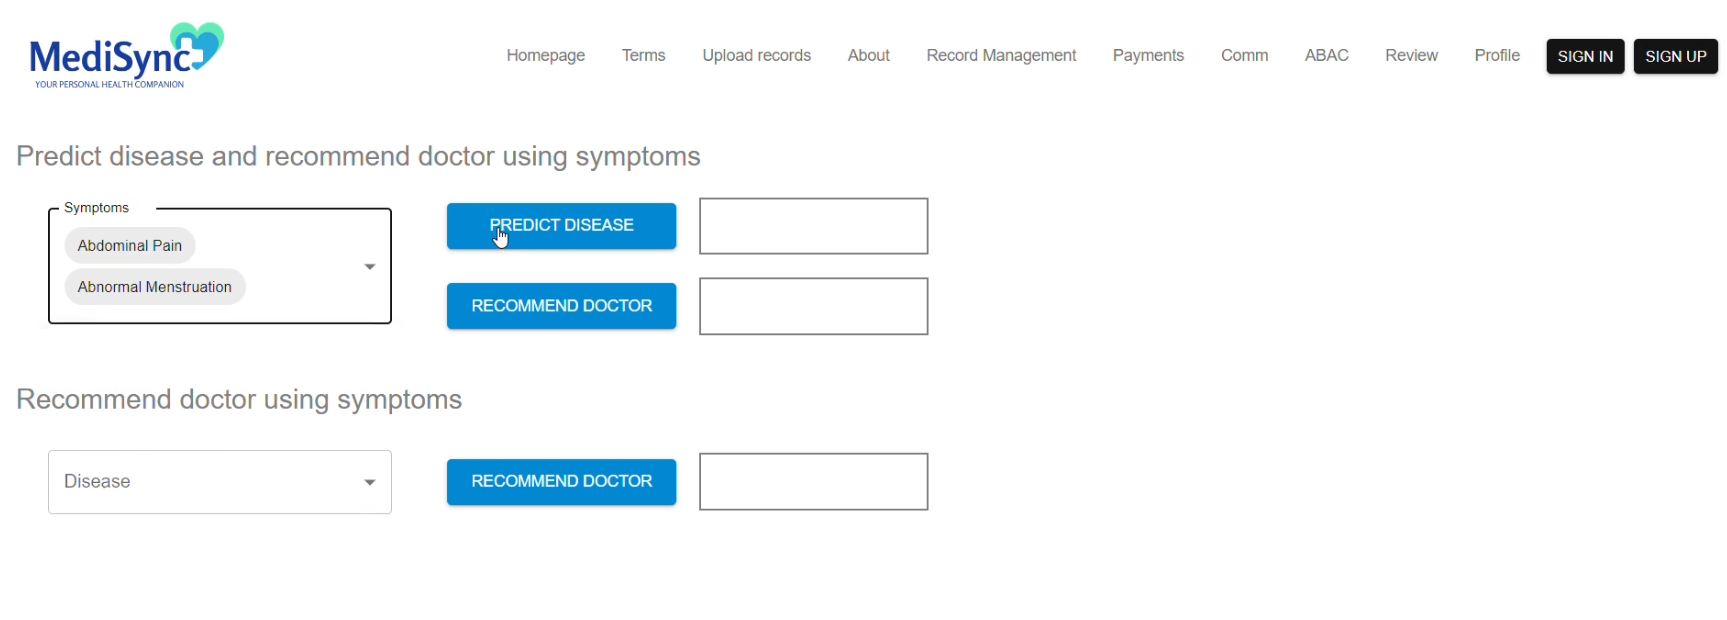 MediSync
YOUR PERSONAL HEALTH COMPANION
Homepage Terms Upload records About Record Management Payments Comm ABAC Review Profile SIGN IN SIGN UP
Predict disease and recommend doctor using symptoms
Symptoms
Abdominal Pain
Abnormal Menstruation
PREDICT DISEASE
RECOMMEND DOCTOR
Recommend doctor using symptoms
Disease
RECOMMEND DOCTOR